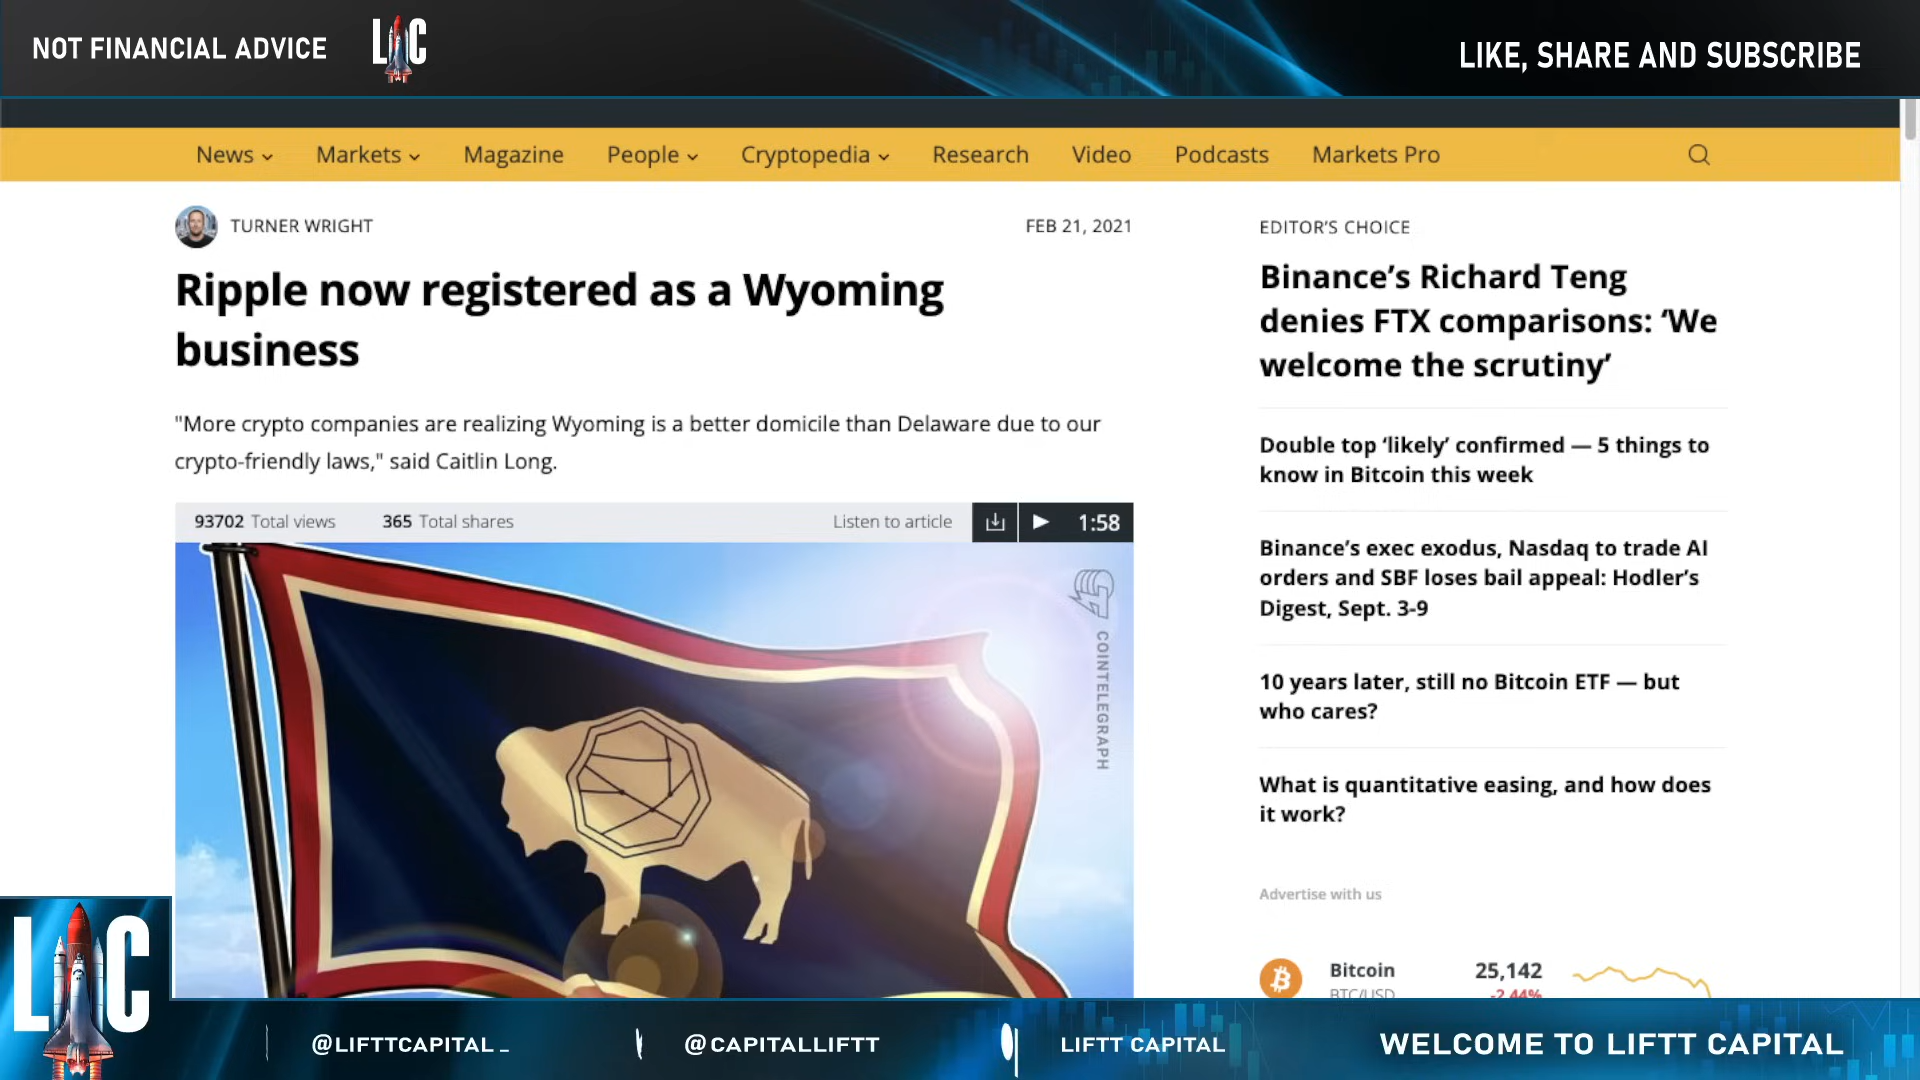 NOT FINANCIAL ADVICE
LC
LIKE, SHARE AND SUBSCRIBE
News
Markets
Magazine
People
Cryptopedia
Research
Video
Podcasts
Markets Pro
TURNER WRIGHT
FEB 21, 2021
Ripple now registered as a Wyoming
business
"More crypto companies are realizing Wyoming is a better domicile than Delaware due to our
crypto-friendly laws," said Caitlin Long.
93702 Total views
365 Total shares
Listen to article
1:58
COINTELEGRAPH
EDITOR'S CHOICE
Binance's Richard Teng
denies FTX comparisons: 'We
welcome the scrutiny'
Double top 'likely' confirmed — 5 things to
know in Bitcoin this week
Binance's exec exodus, Nasdaq to trade AI
orders and SBF loses bail appeal: Hodler's
Digest, Sept. 3-9
10 years later, still no Bitcoin ETF — but
who cares?
What is quantitative easing, and how does
it work?
Advertise with us
Bitcoin
25,142
BTC/USD
-2.44%
LC
@LIFTTCAPITAL_
@CAPITALLIFTT
LIFTT CAPITAL
WELCOME TO LIFTT CAPITAL